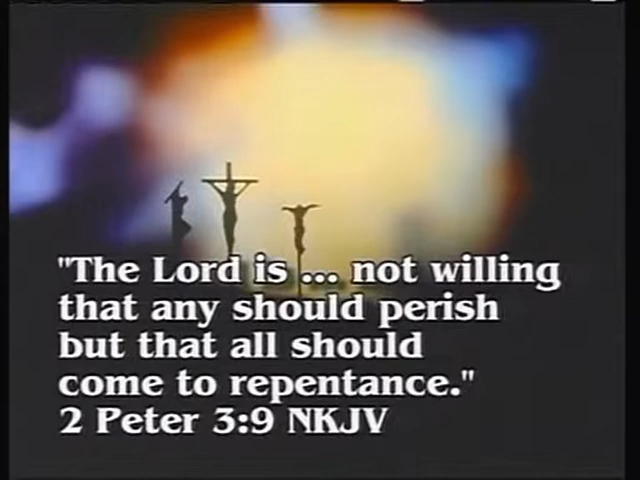 "The Lord is ... not willing
that any should perish
but that all should
come to repentance."
2 Peter 3:9 NKJV